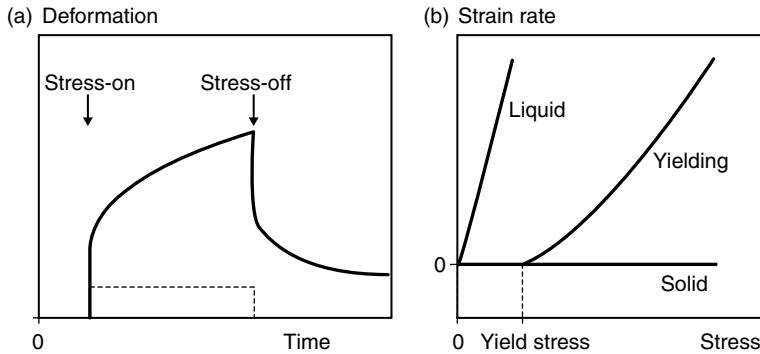 (a) Deformation
Stress-on
Stress-off
0
Time
(b) Strain rate
Liquid
Yielding
0
Solid
0
Yield stress
Stress